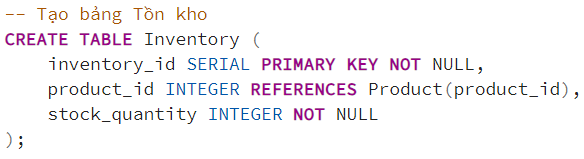 -- Tạo bảng Tồn kho
CREATE TABLE Inventory (
    inventory_id SERIAL PRIMARY KEY NOT NULL,
    product_id INTEGER REFERENCES Product(product_id),
    stock_quantity INTEGER NOT NULL
);